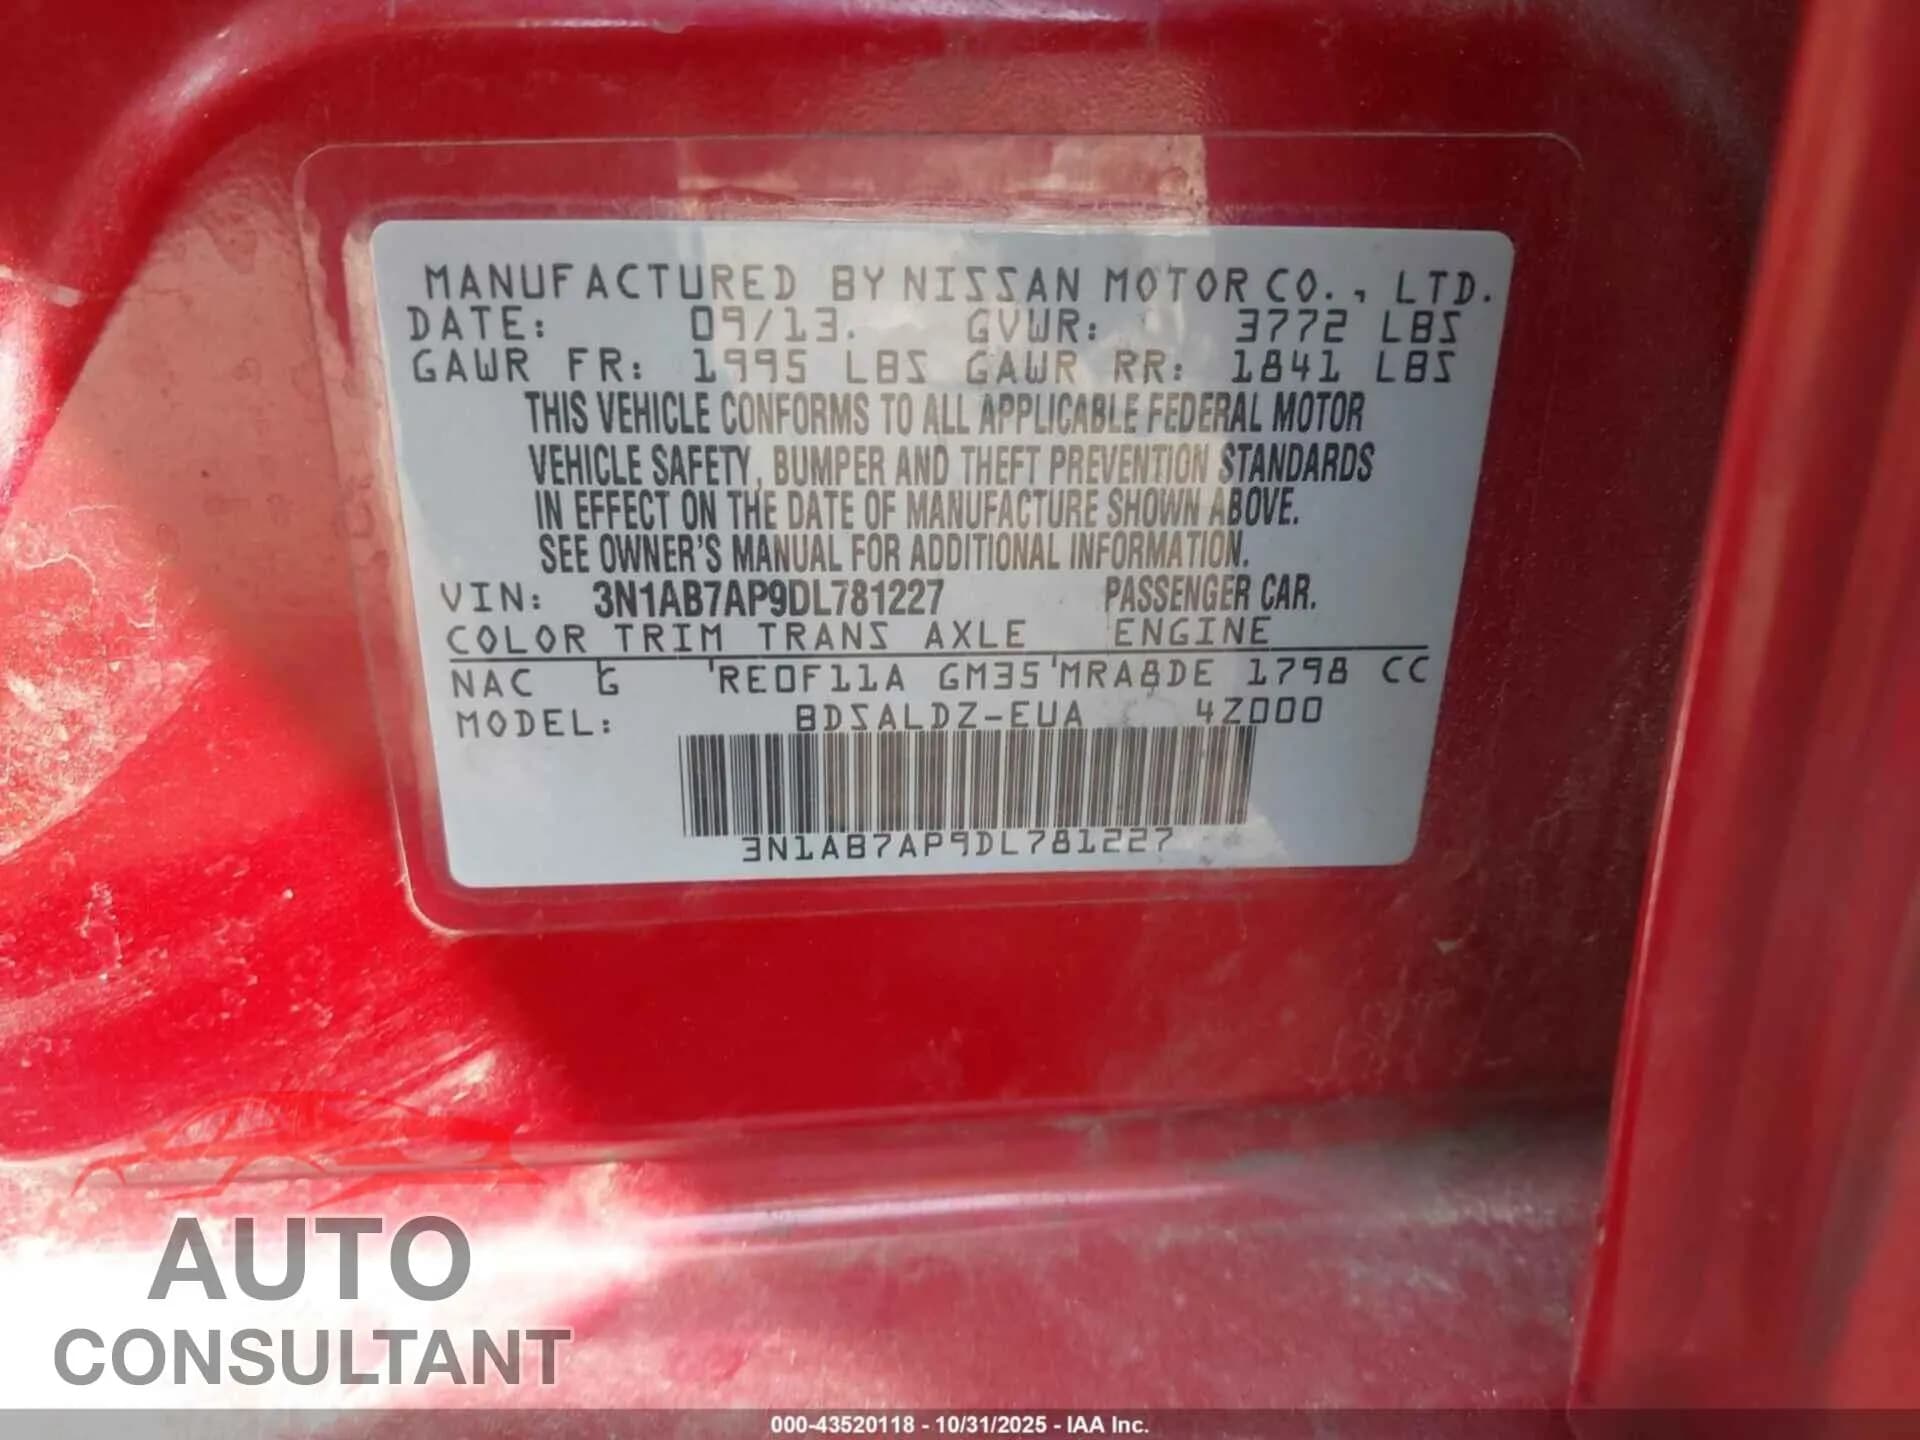 MANUFACTURED BY NISSAN MOTOR CO., LTD.
DATE: 09/13. GVWR: 3772 LBS
GAWR FR: 1995 LBS GAWR RR: 1841 LBS
THIS VEHICLE CONFORMS TO ALL APPLICABLE FEDERAL MOTOR
VEHICLE SAFETY, BUMPER AND THEFT PREVENTION STANDARDS
IN EFFECT ON THE DATE OF MANUFACTURE SHOWN ABOVE.
SEE OWNER'S MANUAL FOR ADDITIONAL INFORMATION.
VIN: 3N1AB7AP9DL781227 PASSENGER CAR.
COLOR TRIM TRANS AXLE ENGINE
NAC G RE0F11A GM35 MRA8DE 1798 CC
MODEL: BDSALDZ-EUA 4Z000
3N1AB7AP9DL781227
AUTO
CONSULTANT
000-43520118 - 10/31/2025 - IAA Inc.